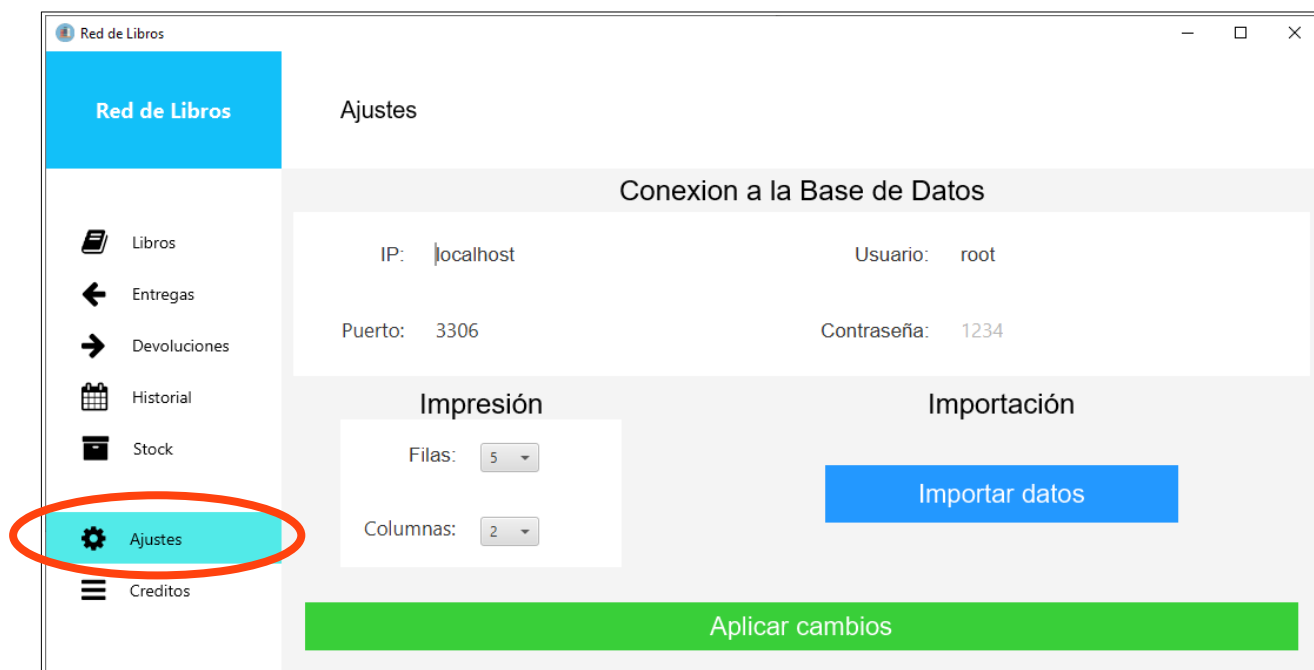 Red de Libros
Red de Libros
Ajustes
Conexion a la Base de Datos
IP: localhost
Usuario: root
Puerto: 3306
Contraseña: 1234
Libros
Entregas
Devoluciones
Historial
Stock
Ajustes
Creditos
Impresión
Filas: 5
Columnas: 2
Importación
Importar datos
Aplicar cambios